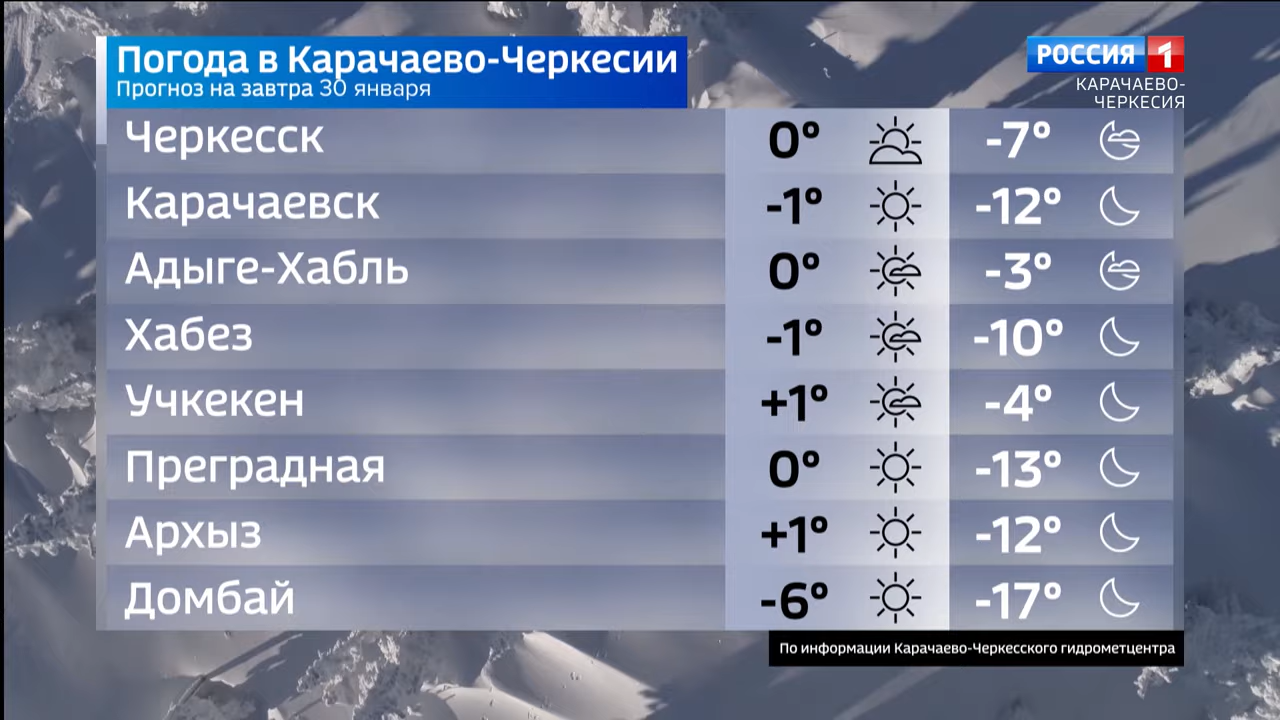 Погода в Карачаево-Черкесии
Прогноз на завтра 30 января
РОССИЯ 1
КАРАЧАЕВО-
ЧЕРКЕСИЯ
Черкесск 0° -7°
Карачаевск -1° -12°
Адыге-Хабль 0° -3°
Хабез -1° -10°
Учкекен +1° -4°
Преградная 0° -13°
Архыз +1° -12°
Домбай -6° -17°
По информации Карачаево-Черкесского гидрометцентра